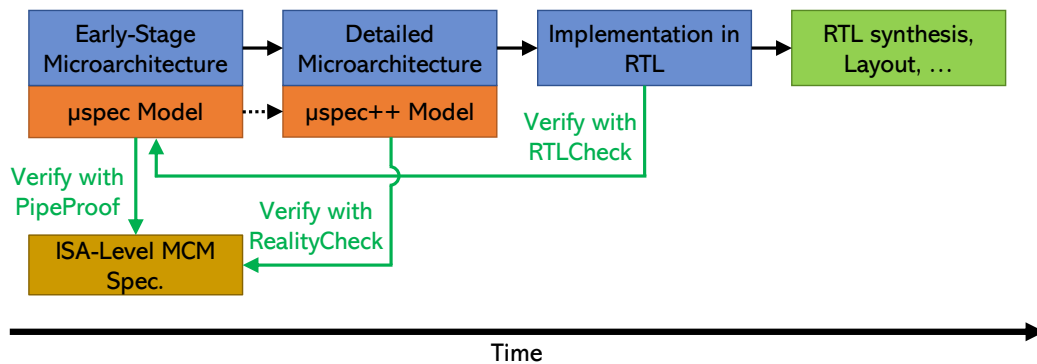 Early-Stage
Microarchitecture
Detailed
Microarchitecture
Implementation in
RTL
RTL synthesis,
Layout, ...
μspec Model
μspec++ Model
Verify with
RTLCheck
Verify with
PipeProof
Verify with
RealityCheck
ISA-Level MCM
Spec.
Time